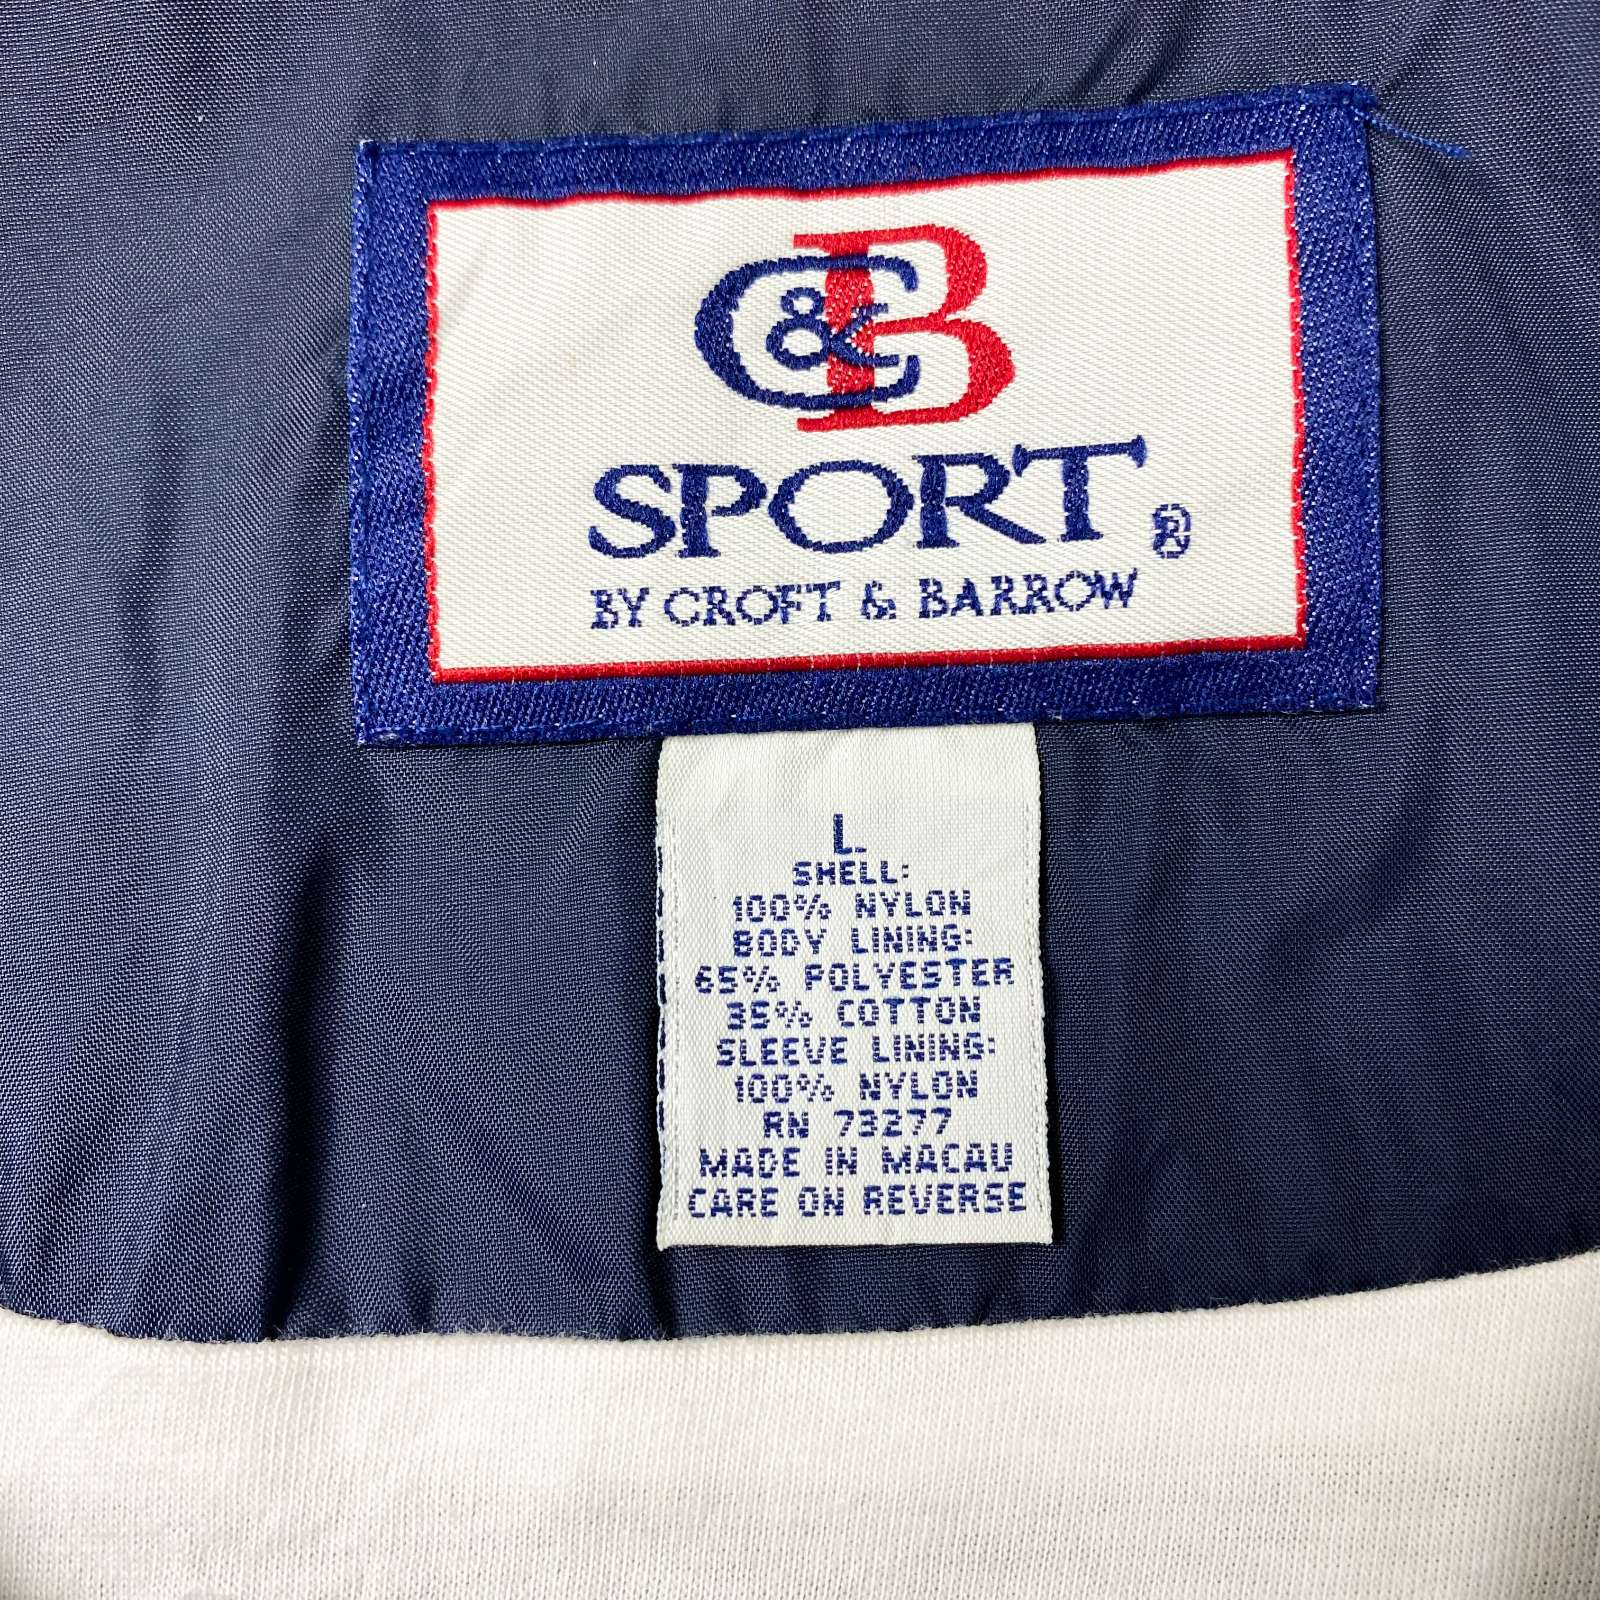 C&B
SPORT®
BY CROFT & BARROW
L
SHELL:
100% NYLON
BODY LINING:
65% POLYESTER
35% COTTON
SLEEVE LINING:
100% NYLON
RN 73277
MADE IN MACAU
CARE ON REVERSE